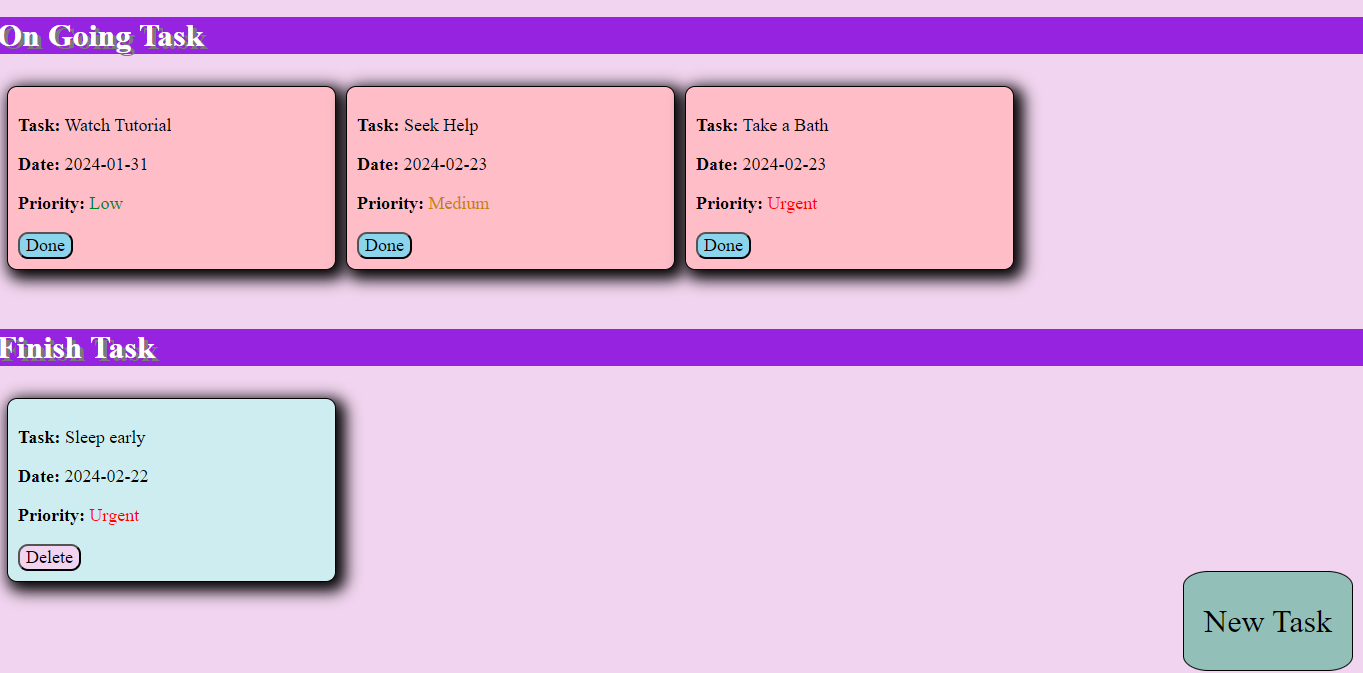 On Going Task
Task: Watch Tutorial
Date: 2024-01-31
Priority: Low
Done
Task: Seek Help
Date: 2024-02-23
Priority: Medium
Done
Task: Take a Bath
Date: 2024-02-23
Priority: Urgent
Done
Finish Task
Task: Sleep early
Date: 2024-02-22
Priority: Urgent
Delete
New Task